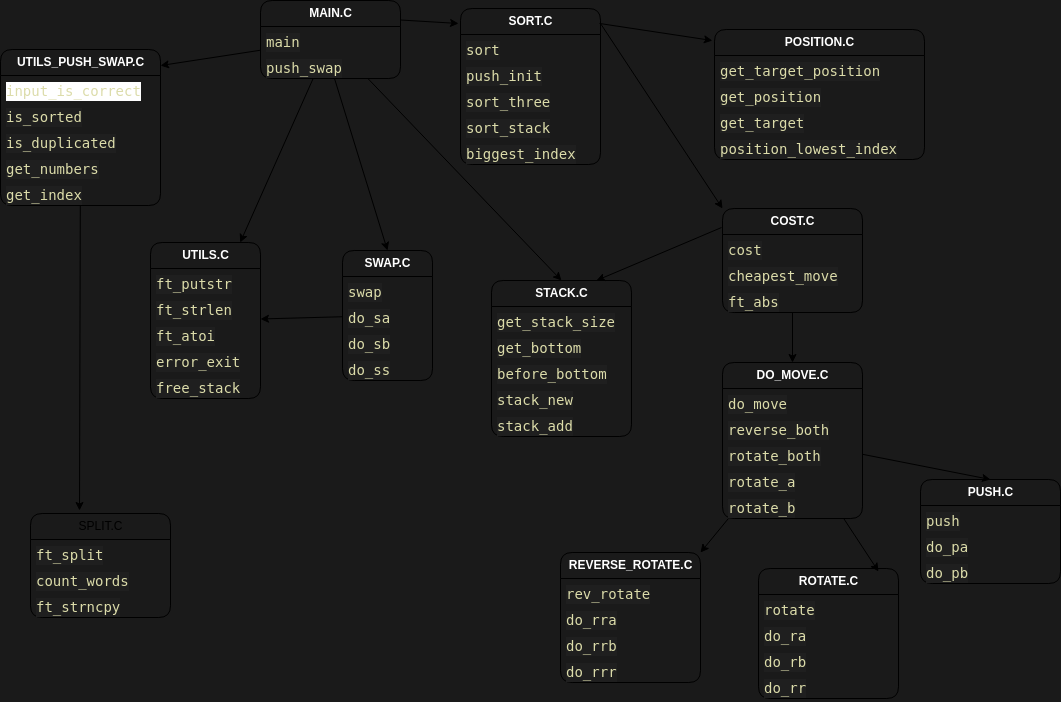 MAIN.C
main
push_swap
SORT.C
sort
push_init
sort_three
sort_stack
biggest_index
POSITION.C
get_target_position
get_position
get_target
position_lowest_index
UTILS_PUSH_SWAP.C
input_is_correct
is_sorted
is_duplicated
get_numbers
get_index
COST.C
cost
cheapest_move
ft_abs
UTILS.C
ft_putstr
ft_strlen
ft_atoi
error_exit
free_stack
SWAP.C
swap
do_sa
do_sb
do_ss
STACK.C
get_stack_size
get_bottom
before_bottom
stack_new
stack_add
DO_MOVE.C
do_move
reverse_both
rotate_both
rotate_a
rotate_b
PUSH.C
push
do_pa
do_pb
SPLIT.C
ft_split
count_words
ft_strncpy
REVERSE_ROTATE.C
rev_rotate
do_rra
do_rrb
do_rrr
ROTATE.C
rotate
do_ra
do_rb
do_rr